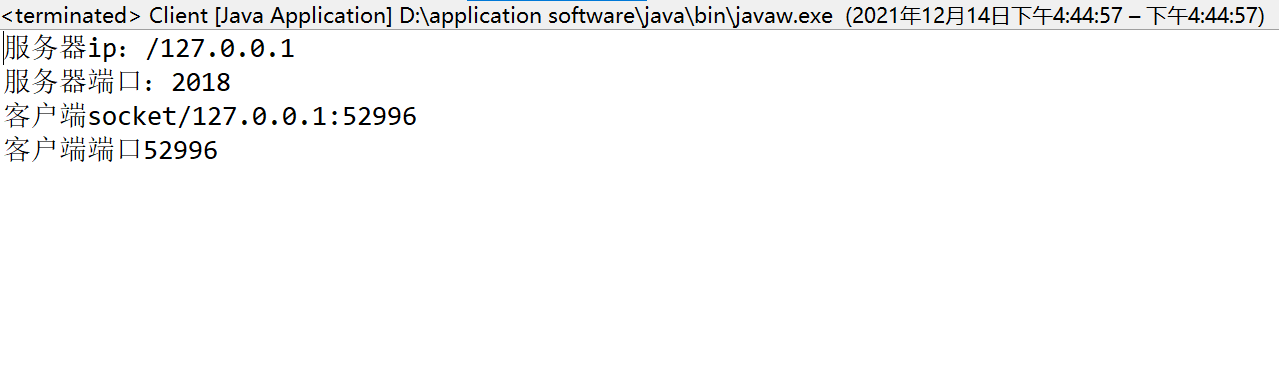 <terminated> Client [Java Application] D:\application software\java\bin\javaw.exe  (2021年12月14日下午4:44:57 – 下午4:44:57)
服务器ip：/127.0.0.1
服务器端口：2018
客户端socket/127.0.0.1:52996
客户端端口52996